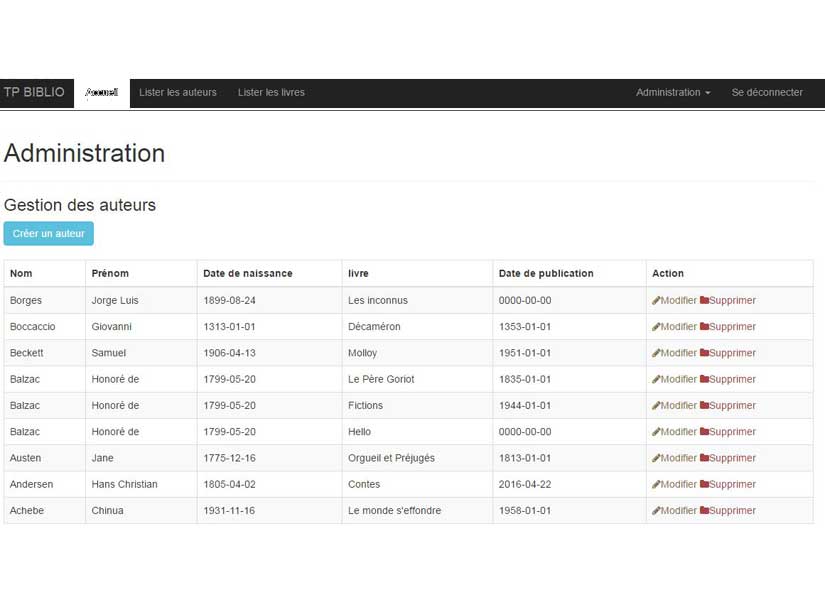 TP BIBLIO Accueil Lister les auteurs Lister les livres Administration Se déconnecter
Administration
Gestion des auteurs
Créer un auteur
Nom Prénom Date de naissance livre Date de publication Action
Borges Jorge Luis 1899-08-24 Les inconnus 0000-00-00 Modifier Supprimer
Boccaccio Giovanni 1313-01-01 Décaméron 1353-01-01 Modifier Supprimer
Beckett Samuel 1906-04-13 Molloy 1951-01-01 Modifier Supprimer
Balzac Honoré de 1799-05-20 Le Père Goriot 1835-01-01 Modifier Supprimer
Balzac Honoré de 1799-05-20 Fictions 1944-01-01 Modifier Supprimer
Balzac Honoré de 1799-05-20 Hello 0000-00-00 Modifier Supprimer
Austen Jane 1775-12-16 Orgueil et Préjugés 1813-01-01 Modifier Supprimer
Andersen Hans Christian 1805-04-02 Contes 2016-04-22 Modifier Supprimer
Achebe Chinua 1931-11-16 Le monde s'effondre 1958-01-01 Modifier Supprimer